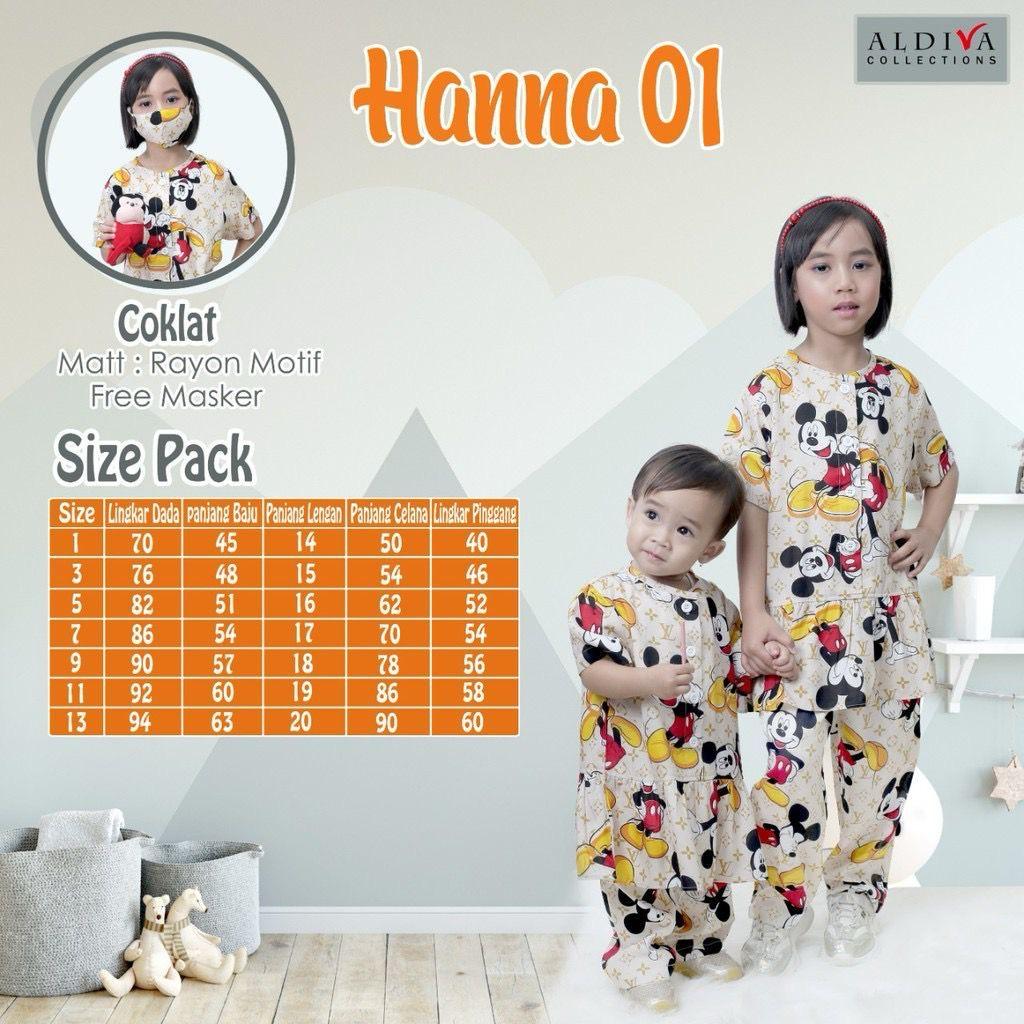 Hanna 01
ALDIVA
COLLECTIONS
Coklat
Matt : Rayon Motif
Free Masker
Size Pack
Size Lingkar Dada panjang Baju Panjang Lengan Panjang Celana Lingkar Pinggang
1 70 45 14 50 40
3 76 48 15 54 46
5 82 51 16 62 52
7 86 54 17 70 54
9 90 57 18 78 56
11 92 60 19 86 58
13 94 63 20 90 60